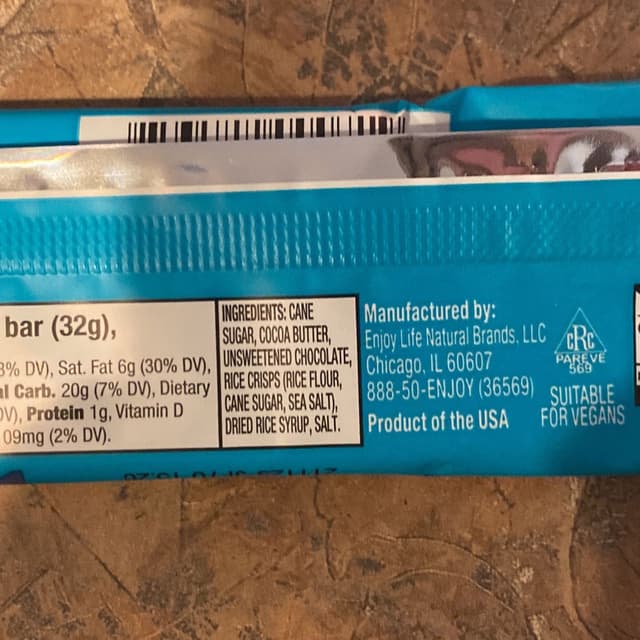 bar (32g),
% DV), Sat. Fat 6g (30% DV),
Carb. 20g (7% DV), Dietary
Protein 1g, Vitamin D
09mg (2% DV).
INGREDIENTS: CANE
SUGAR, COCOA BUTTER,
UNSWEETENED CHOCOLATE,
RICE CRISPS (RICE FLOUR,
CANE SUGAR, SEA SALT),
DRIED RICE SYRUP, SALT.
Manufactured by:
Enjoy Life Natural Brands, LLC
Chicago, IL 60607
888-50-ENJOY (36569)
Product of the USA
cRc
PAREVE
569
SUITABLE
FOR VEGANS